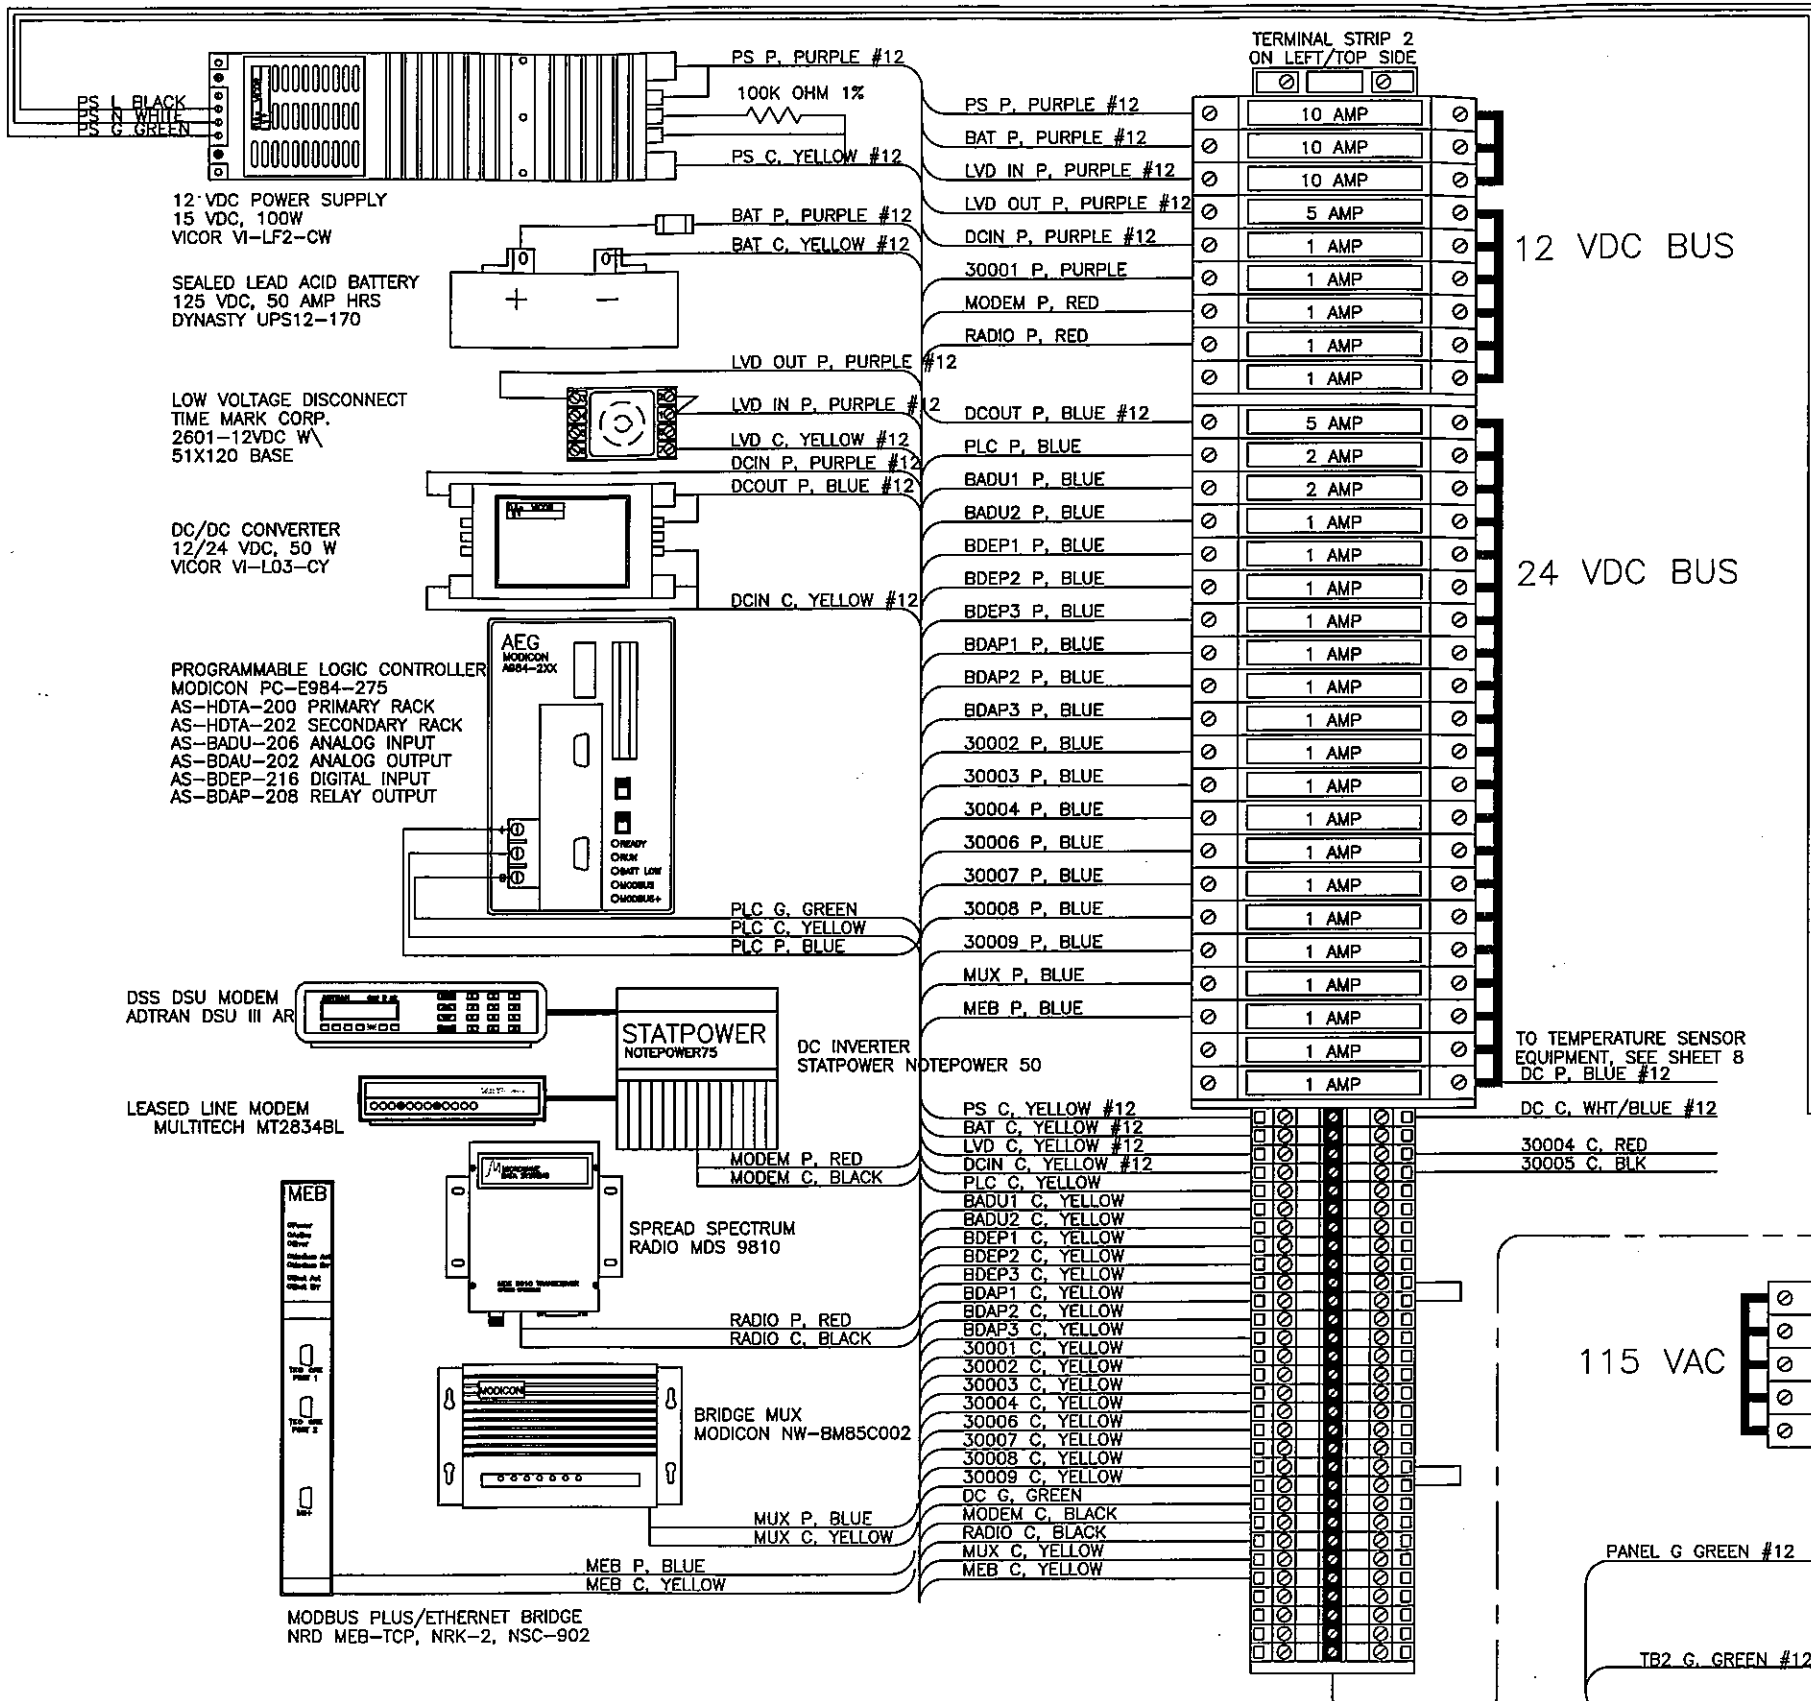 PS P, PURPLE #12
100K OHM 1%
PS L BLACK
PS N WHITE
PS G GREEN
PS C, YELLOW #12
12 VDC POWER SUPPLY
15 VDC, 100W
VICOR VI-LF2-CW
BAT P, PURPLE #12
BAT C, YELLOW #12
SEALED LEAD ACID BATTERY
125 VDC, 50 AMP HRS
DYNASTY UPS12-170
+ -
LVD OUT P, PURPLE #12
LVD IN P, PURPLE #12
LVD C, YELLOW #12
LOW VOLTAGE DISCONNECT
TIME MARK CORP.
2601-12VDC W\
51X120 BASE
DCIN P, PURPLE #12
DCOUT P, BLUE #12
DC/DC CONVERTER
12/24 VDC, 50 W
VICOR VI-L03-CY
DCIN C, YELLOW #12
AEG
MODICON
A984-2XX
PROGRAMMABLE LOGIC CONTROLLER
MODICON PC-E984-275
AS-HDTA-200 PRIMARY RACK
AS-HDTA-202 SECONDARY RACK
AS-BADU-206 ANALOG INPUT
AS-BDAU-202 ANALOG OUTPUT
AS-BDEP-216 DIGITAL INPUT
AS-BDAP-208 RELAY OUTPUT
READY
RUN
BATT LOW
MODBUS
MODBUS+
PLC G, GREEN
PLC C, YELLOW
PLC P, BLUE
DSS DSU MODEM
ADTRAN DSU III AR
STATPOWER
NOTEPOWER75
DC INVERTER
STATPOWER NOTEPOWER 50
LEASED LINE MODEM
MULTITECH MT2834BL
MODEM P, RED
MODEM C, BLACK
SPREAD SPECTRUM
RADIO MDS 9810
RADIO P, RED
RADIO C, BLACK
MEB
MODICON
BRIDGE MUX
MODICON NW-BM85C002
MUX P, BLUE
MUX C, YELLOW
MEB P, BLUE
MEB C, YELLOW
MODBUS PLUS/ETHERNET BRIDGE
NRD MEB-TCP, NRK-2, NSC-902
TERMINAL STRIP 2
ON LEFT/TOP SIDE
PS P, PURPLE #12 10 AMP
BAT P, PURPLE #12 10 AMP
LVD IN P, PURPLE #12 10 AMP
LVD OUT P, PURPLE #12 5 AMP
DCIN P, PURPLE #12 1 AMP
30001 P, PURPLE 1 AMP
MODEM P, RED 1 AMP
RADIO P, RED 1 AMP
1 AMP
12 VDC BUS
DCOUT P, BLUE #12 5 AMP
PLC P, BLUE 2 AMP
BADU1 P, BLUE 2 AMP
BADU2 P, BLUE 1 AMP
BDEP1 P, BLUE 1 AMP
BDEP2 P, BLUE 1 AMP
BDEP3 P, BLUE 1 AMP
BDAP1 P, BLUE 1 AMP
BDAP2 P, BLUE 1 AMP
BDAP3 P, BLUE 1 AMP
30002 P, BLUE 1 AMP
30003 P, BLUE 1 AMP
30004 P, BLUE 1 AMP
30006 P, BLUE 1 AMP
30007 P, BLUE 1 AMP
30008 P, BLUE 1 AMP
30009 P, BLUE 1 AMP
MUX P, BLUE 1 AMP
MEB P, BLUE 1 AMP
1 AMP
1 AMP
24 VDC BUS
TO TEMPERATURE SENSOR
EQUIPMENT, SEE SHEET 8
DC P, BLUE #12
DC C, WHT/BLUE #12
30004 C, RED
30005 C, BLK
PS C, YELLOW #12
BAT C, YELLOW #12
LVD C, YELLOW #12
DCIN C, YELLOW #12
PLC C, YELLOW
BADU1 C, YELLOW
BADU2 C, YELLOW
BDEP1 C, YELLOW
BDEP2 C, YELLOW
BDEP3 C, YELLOW
BDAP1 C, YELLOW
BDAP2 C, YELLOW
BDAP3 C, YELLOW
30001 C, YELLOW
30002 C, YELLOW
30003 C, YELLOW
30004 C, YELLOW
30006 C, YELLOW
30007 C, YELLOW
30008 C, YELLOW
30009 C, YELLOW
DC G, GREEN
MODEM C, BLACK
RADIO C, BLACK
MUX C, YELLOW
MEB C, YELLOW
115 VAC
PANEL G GREEN #12
TB2 G, GREEN #12